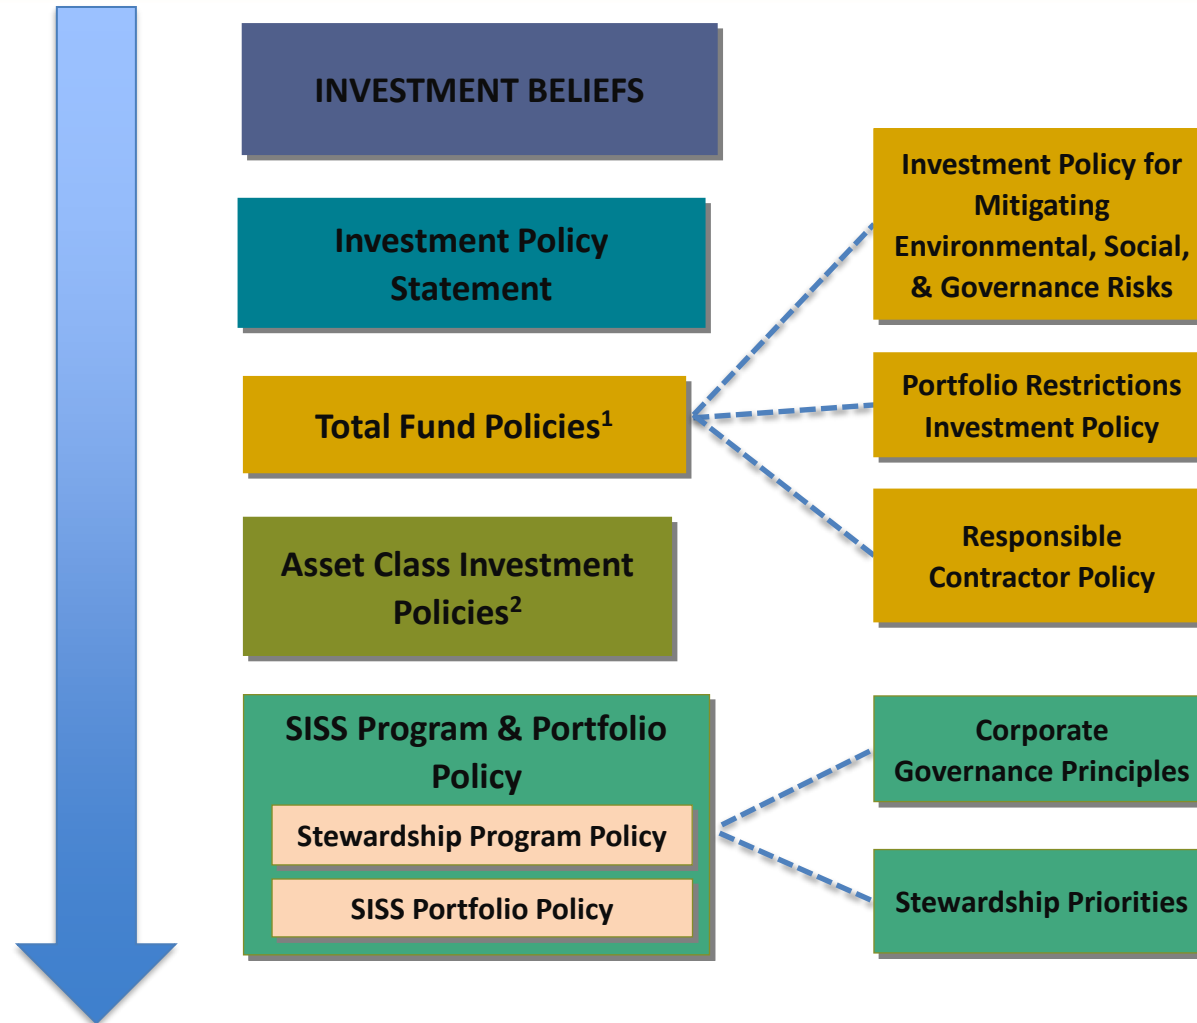 INVESTMENT BELIEFS
Investment Policy
Statement
Total Fund Policies¹
Asset Class Investment
Policies²
SISS Program & Portfolio
Policy
Stewardship Program Policy
SISS Portfolio Policy
Investment Policy for
Mitigating
Environmental, Social,
& Governance Risks
Portfolio Restrictions
Investment Policy
Responsible
Contractor Policy
Corporate
Governance Principles
Stewardship Priorities